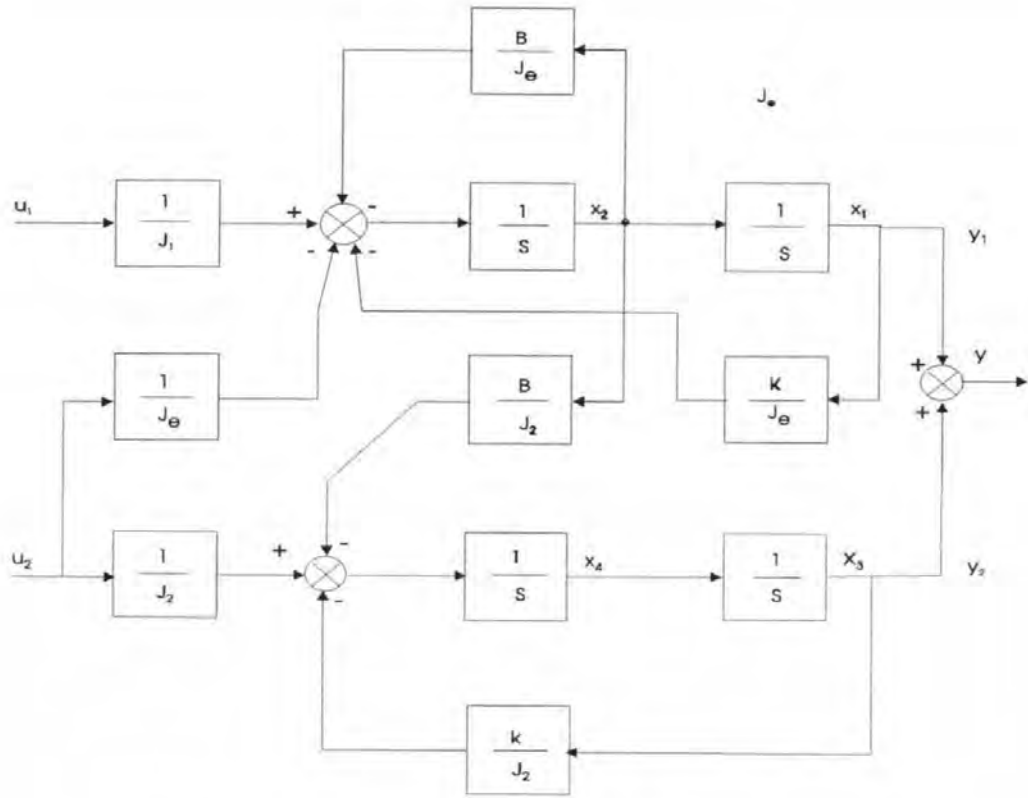 B
Je
Je
u₁
1
J₁
+
-
-
-
1
S
x₂
1
S
x₁
y₁
1
Je
B
J₂
K
Je
+
+
y
u₂
1
J₂
+
-
-
1
S
x₄
1
S
X₃
y₂
k
J₂